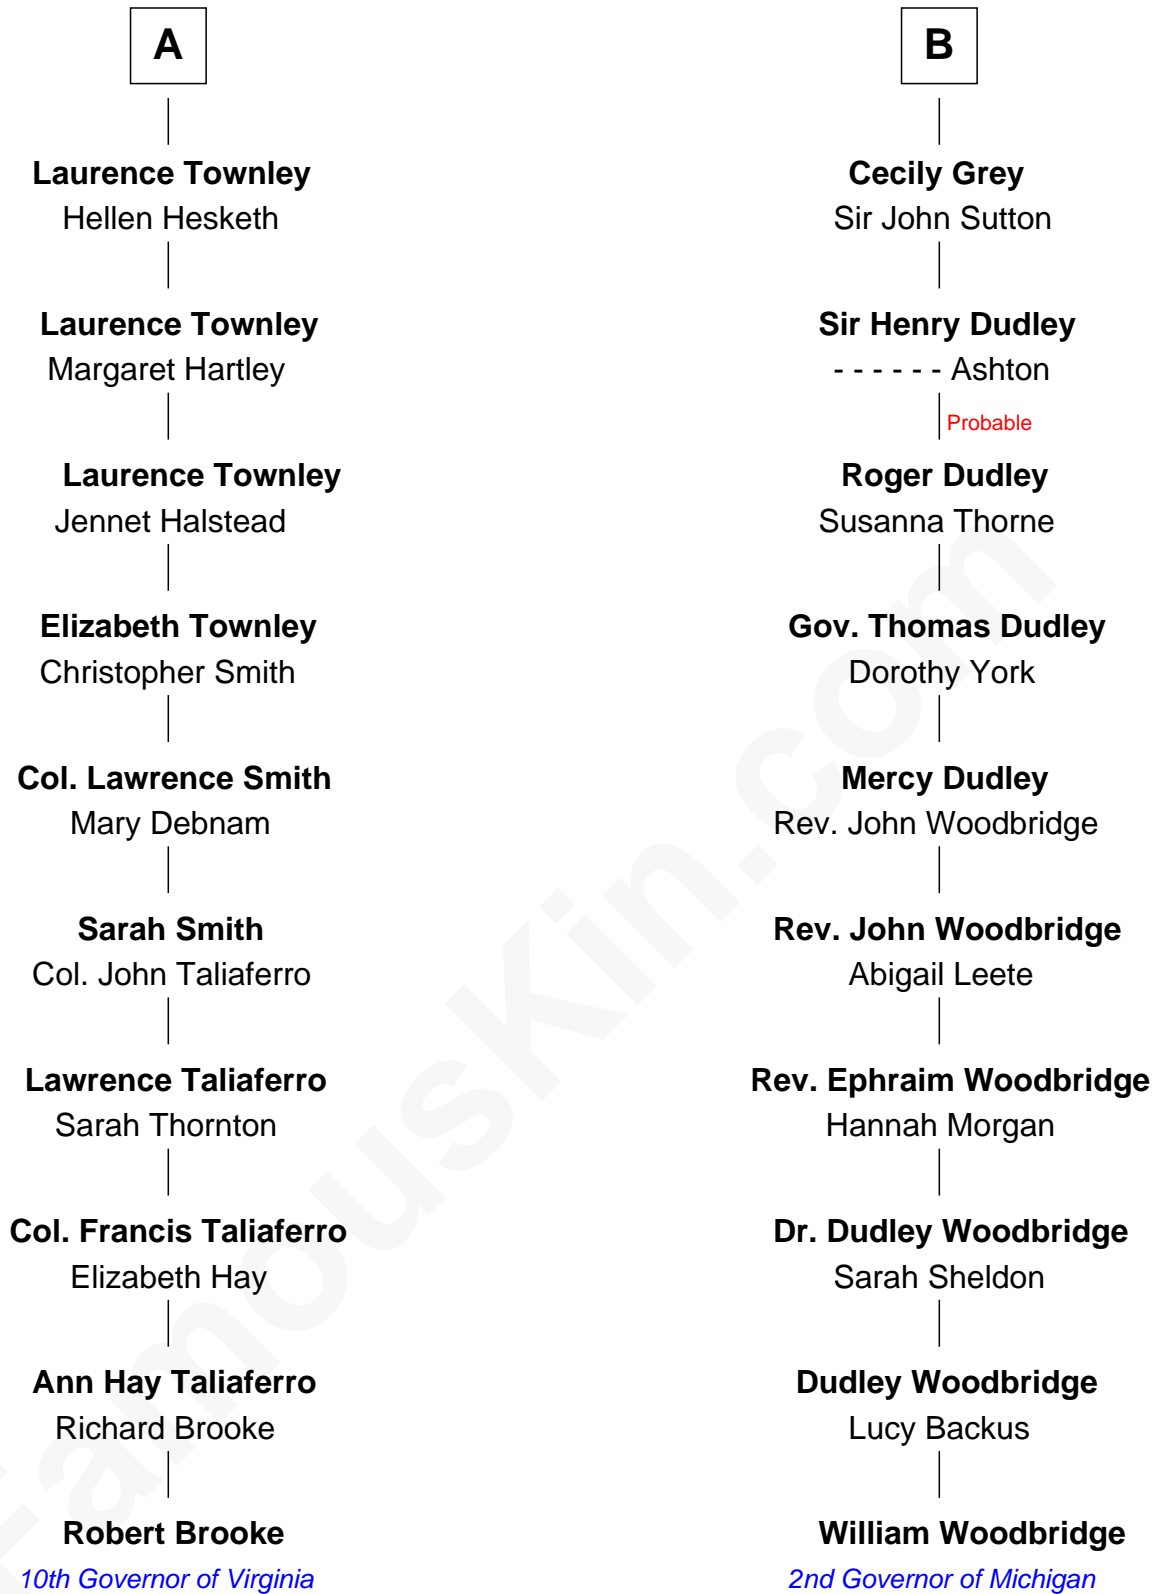 A
Laurence Townley
Hellen Hesketh
Laurence Townley
Margaret Hartley
Laurence Townley
Jennet Halstead
Elizabeth Townley
Christopher Smith
Col. Lawrence Smith
Mary Debnam
Sarah Smith
Col. John Taliaferro
Lawrence Taliaferro
Sarah Thornton
Col. Francis Taliaferro
Elizabeth Hay
Ann Hay Taliaferro
Richard Brooke
Robert Brooke
10th Governor of Virginia
B
Cecily Grey
Sir John Sutton
Sir Henry Dudley
- - - - - - Ashton
Probable
Roger Dudley
Susanna Thorne
Gov. Thomas Dudley
Dorothy York
Mercy Dudley
Rev. John Woodbridge
Rev. John Woodbridge
Abigail Leete
Rev. Ephraim Woodbridge
Hannah Morgan
Dr. Dudley Woodbridge
Sarah Sheldon
Dudley Woodbridge
Lucy Backus
William Woodbridge
2nd Governor of Michigan
FamousKin.com